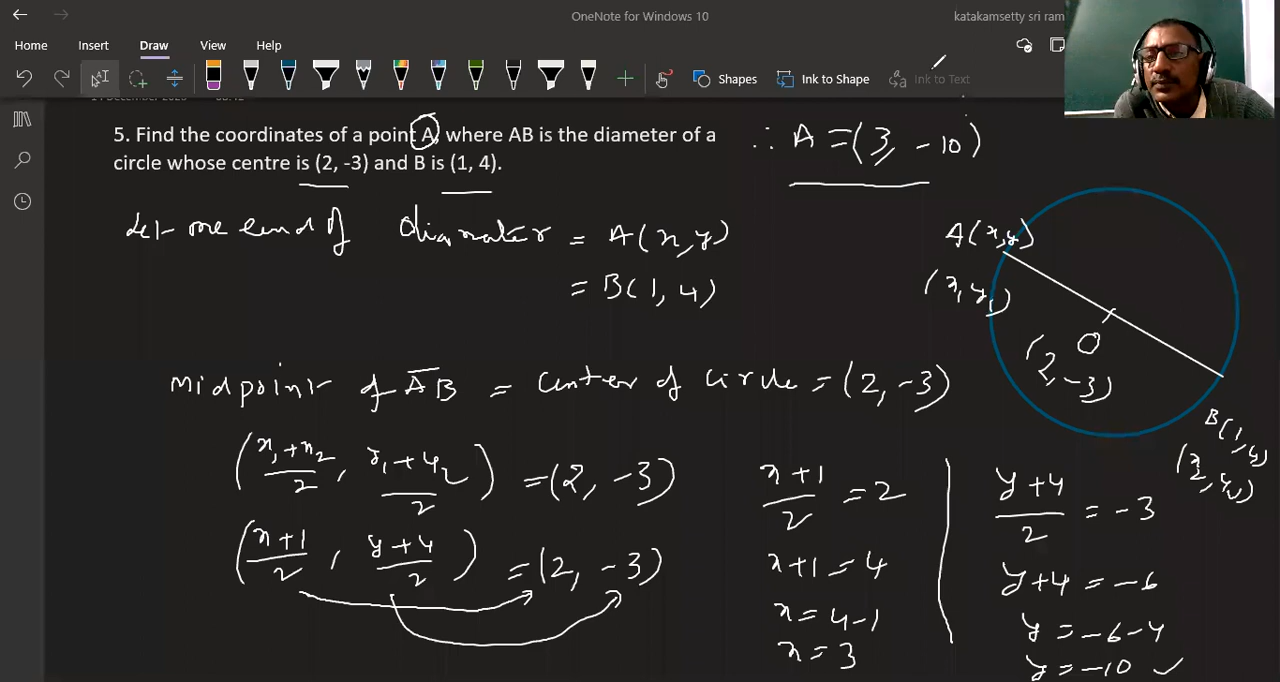 OneNote for Windows 10
katakamsetty sri ram
Home Insert Draw View Help
Shapes Ink to Shape Ink to Text
5. Find the coordinates of a point A, where AB is the diameter of a
circle whose centre is (2, -3) and B is (1, 4).
∴ A = (3, -10)
Let one end of diameter = A(x,y)
= B(1, 4)
A(x,y)
(x, y₁)
O
(2, -3)
B(1,4)
(x₂, y₂)
Midpoint of A̅B̅ = Center of circle = (2, -3)
(x₁+x₂/2, y₁+y₂/2) = (2, -3)
(x+1/2, y+4/2) = (2, -3)
x+1/2 = 2
x+1 = 4
x = 4-1
x = 3
y+4/2 = -3
y+4 = -6
y = -6-4
y = -10 ✓